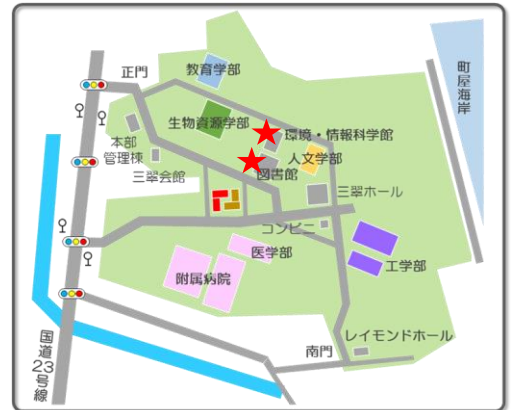 教育学部
正門
町屋海岸
生物資源学部
環境・情報科学館
本部
管理棟
人文学部
図書館
三翠会館
三翠ホール
コンビニ
医学部
工学部
附属病院
レイモンドホール
南門
国道23号線